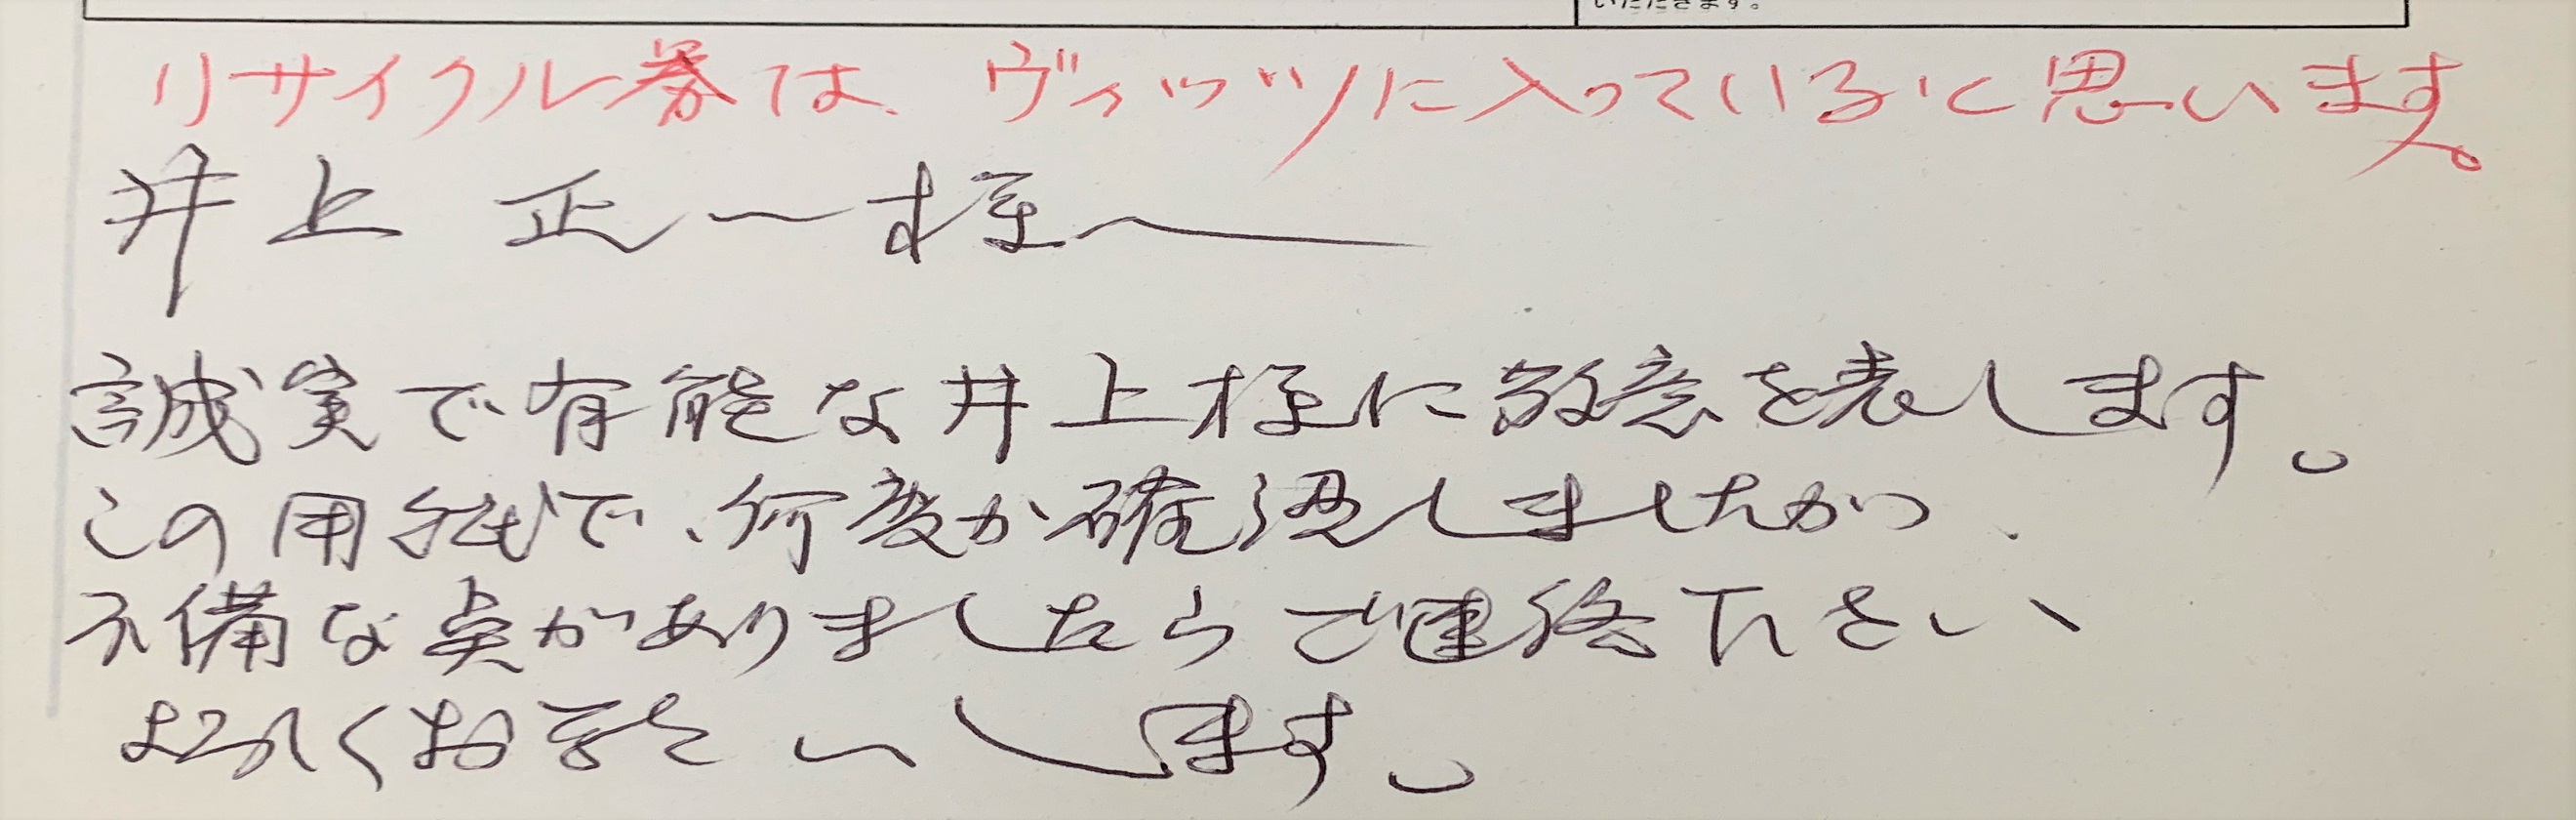 いただきます。
リサイクル券は、ヴィッツに入っていると思います。
井上 正一様
誠実で有能な井上様に敬意を表します。
この用紙で、何度か確認しましたが、
不備な点がありましたらご連絡下さい
よろしくお願いします。